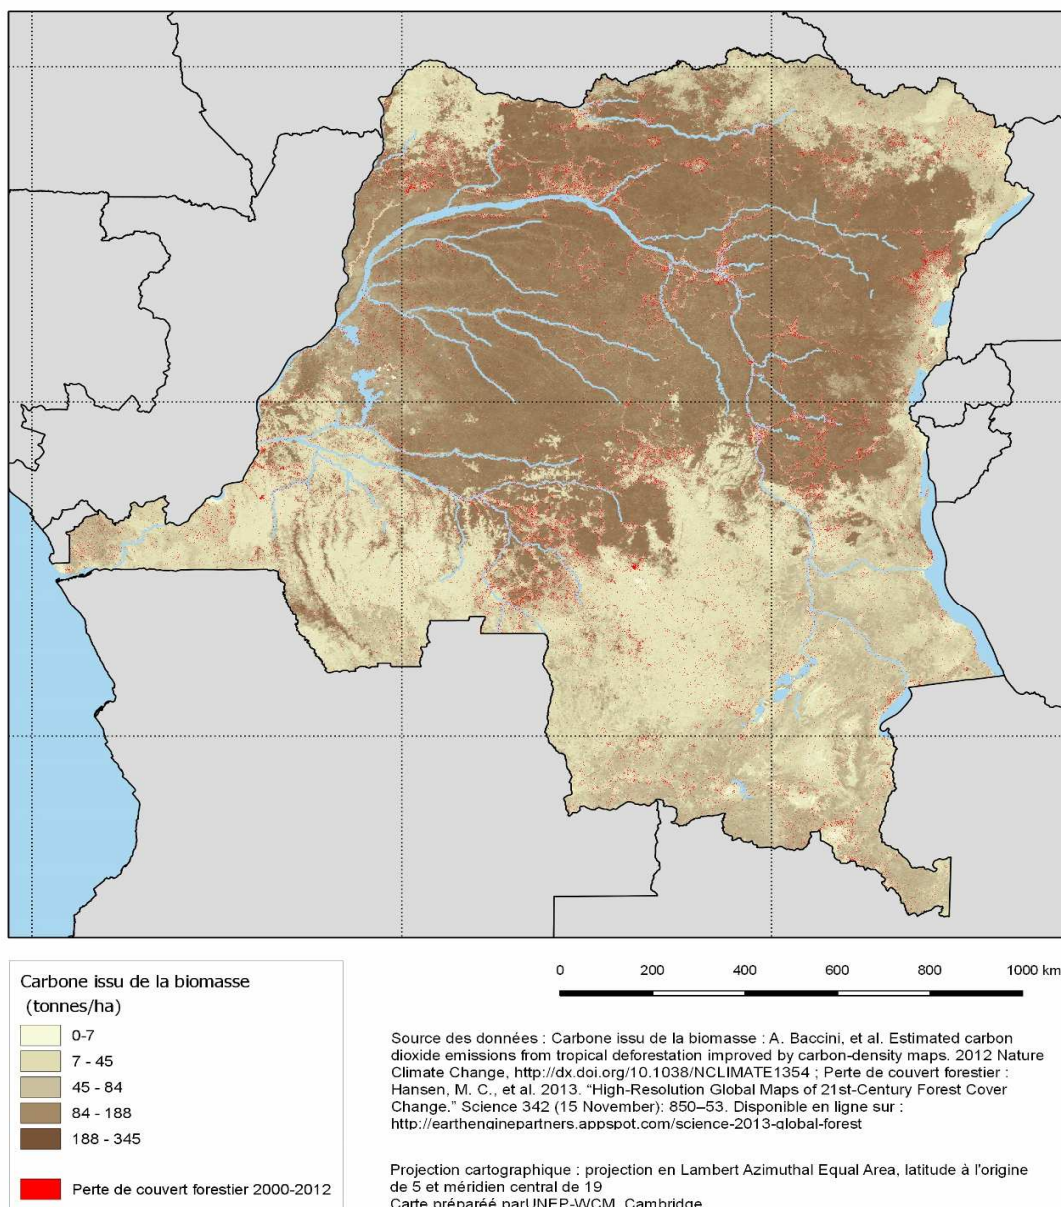 Carbone issu de la biomasse
(tonnes/ha)
0-7
7 - 45
45 - 84
84 - 188
188 - 345
Perte de couvert forestier 2000-2012
0 200 400 600 800 1000 km
Source des données : Carbone issu de la biomasse : A. Baccini, et al. Estimated carbon
dioxide emissions from tropical deforestation improved by carbon-density maps. 2012 Nature
Climate Change, http://dx.doi.org/10.1038/NCLIMATE1354 ; Perte de couvert forestier :
Hansen, M. C., et al. 2013. “High-Resolution Global Maps of 21st-Century Forest Cover
Change.” Science 342 (15 November): 850–53. Disponible en ligne sur :
http://earthenginepartners.appspot.com/science-2013-global-forest
Projection cartographique : projection en Lambert Azimuthal Equal Area, latitude à l'origine
de 5 et méridien central de 19
Carte préparé parUNEP-WCM, Cambridge